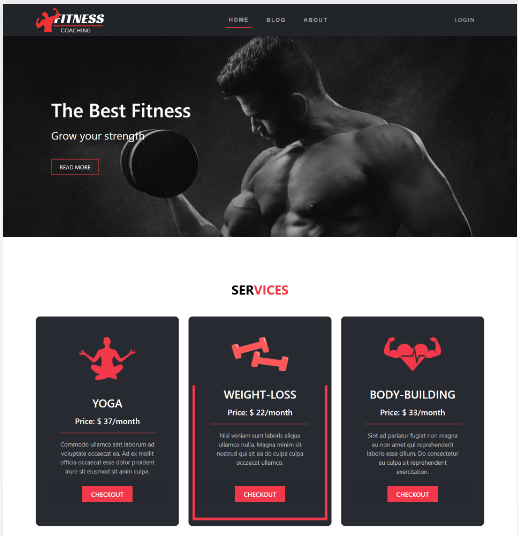 FITNESS
COACHING
HOME BLOG ABOUT LOGIN
The Best Fitness
Grow your strength
READ MORE
SERVICES
YOGA
Price: $ 37/month
Commodo ullamco sint laborum ad
voluptate occaecat ea. Ad ex mollit
officia occaecat esse dolor proident
irure sit eiusmod sit anim culpa.
CHECKOUT
WEIGHT-LOSS
Price: $ 22/month
Nisi veniam sunt laboris aliqua
ullamco nulla. Magna minim sit
nostrud qui sit ea do culpa culpa
occaecat ullamco.
CHECKOUT
BODY-BUILDING
Price: $ 33/month
Sint ad pariatur fugiat non magna
eu non amet qui reprehenderit
laboris esse cillum. Do consectetur
eu culpa sit reprehenderit
exercitation.
CHECKOUT